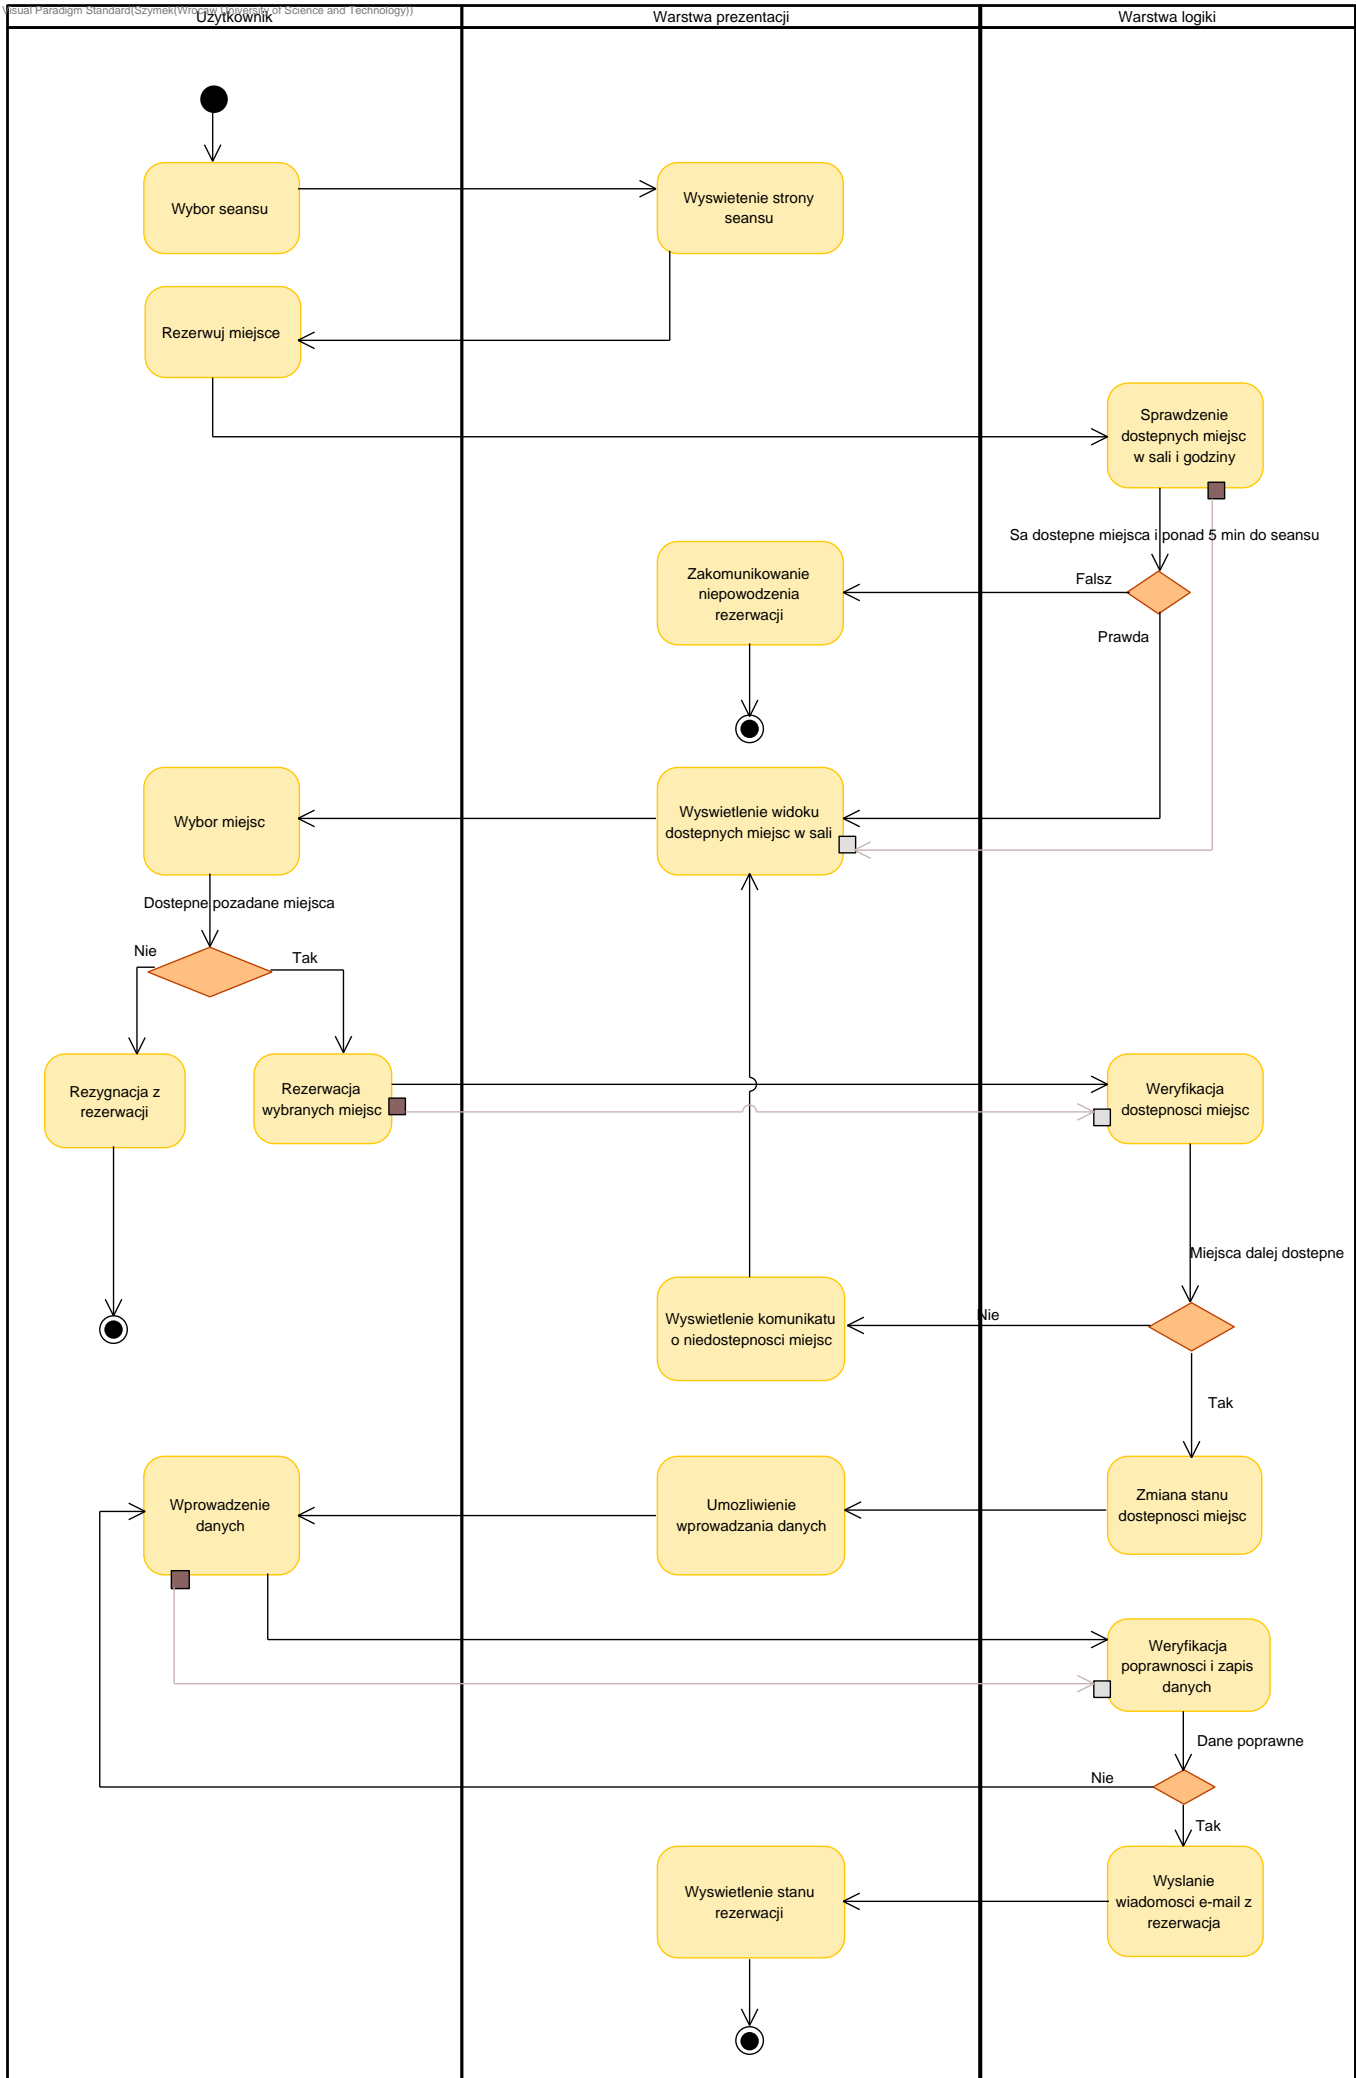 Visual Paradigm Standard(Szymek(Wrocaw University of Science and Technology))
Uzytkownik
Warstwa prezentacji
Warstwa logiki
Wybor seansu
Wyswietenie strony
seansu
Rezerwuj miejsce
Sprawdzenie
dostepnych miejsc
w sali i godziny
Sa dostepne miejsca i ponad 5 min do seansu
Zakomunikowanie
niepowodzenia
rezerwacji
Falsz
Prawda
Wybor miejsc
Wyswietlenie widoku
dostepnych miejsc w sali
Dostepne pozadane miejsca
Nie
Tak
Rezygnacja z
rezerwacji
Rezerwacja
wybranych miejsc
Weryfikacja
dostepnosci miejsc
Miejsca dalej dostepne
Wyswietlenie komunikatu
o niedostepnosci miejsc
Nie
Tak
Wprowadzenie
danych
Umozliwienie
wprowadzania danych
Zmiana stanu
dostepnosci miejsc
Weryfikacja
poprawnosci i zapis
danych
Dane poprawne
Nie
Tak
Wyswietlenie stanu
rezerwacji
Wyslanie
wiadomosci e-mail z
rezerwacja